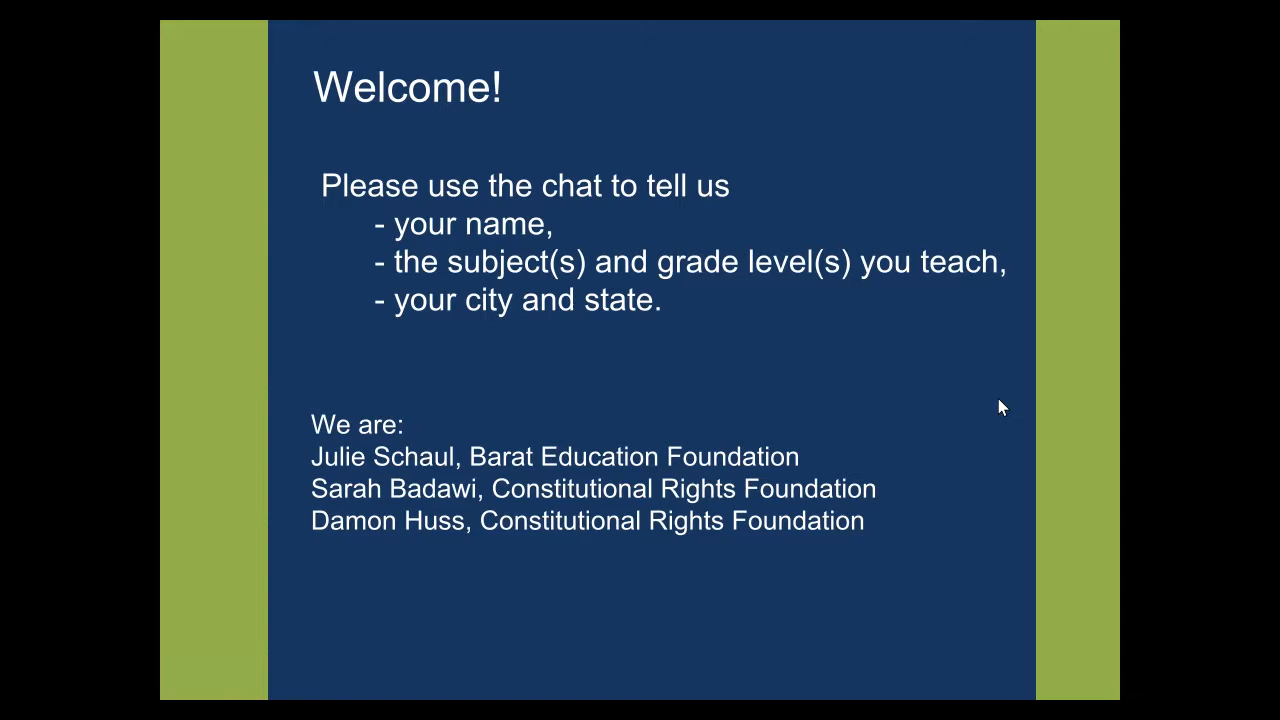 Welcome!
Please use the chat to tell us
- your name,
- the subject(s) and grade level(s) you teach,
- your city and state.
We are:
Julie Schaul, Barat Education Foundation
Sarah Badawi, Constitutional Rights Foundation
Damon Huss, Constitutional Rights Foundation